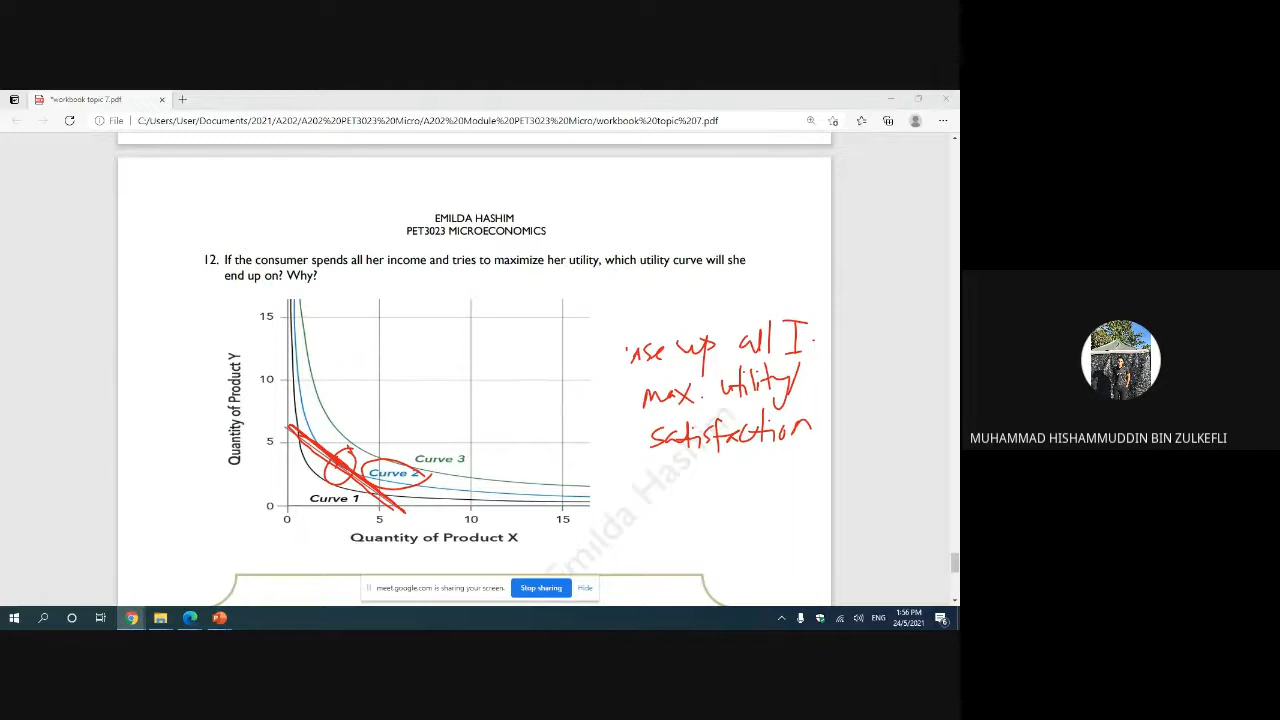 *workbook topic 7.pdf
File
C:/Users/User/Documents/2021/A202/A202%20PET3023%20Micro/A202%20Module%20PET3023%20Micro/workbook%20topic%207.pdf
EMILDA HASHIM
PET3023 MICROECONOMICS
12. If the consumer spends all her income and tries to maximize her utility, which utility curve will she
end up on? Why?
15
10
5
0
Quantity of Product Y
Curve 3
Curve 2
Curve 1
0 5 10 15
Quantity of Product X
use up all I.
max. utility/
satisfaction
Emilda Hashim
meet.google.com is sharing your screen.
Stop sharing
Hide
ENG
1:56 PM
24/5/2021
6
MUHAMMAD HISHAMMUDDIN BIN ZULKEFLI